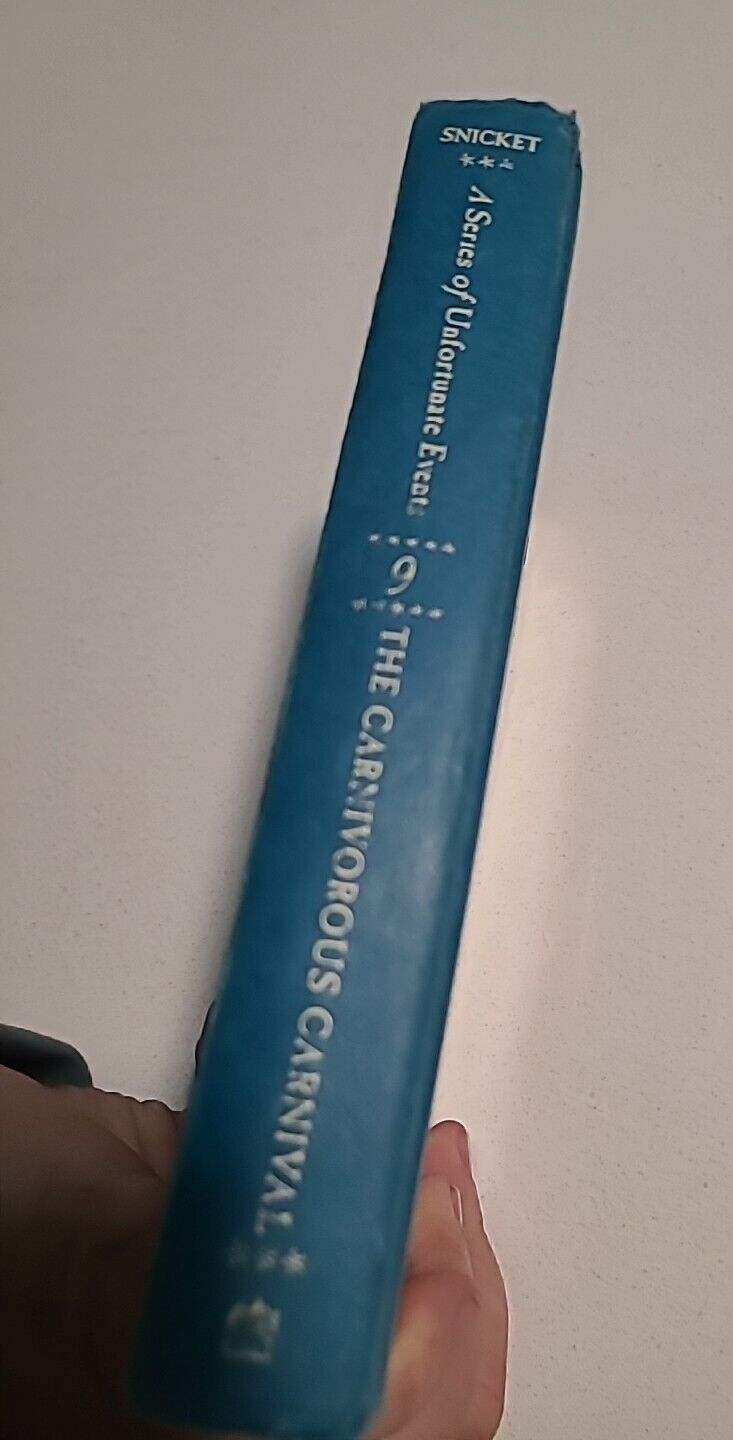 SNICKET
A Series of Unfortunate Events
9
THE CARNIVOROUS CARNIVAL